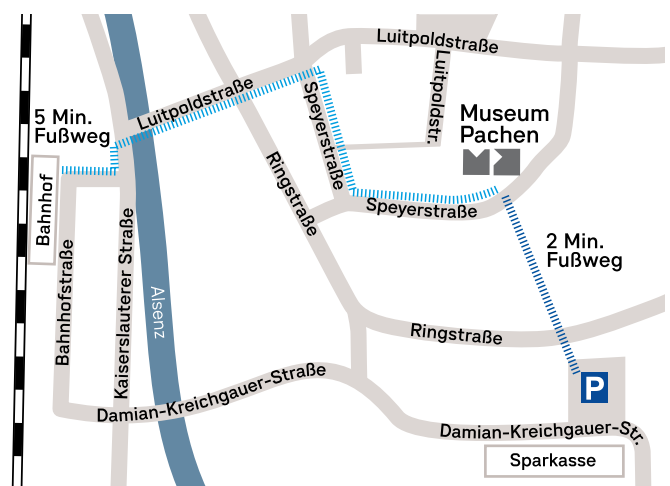 Luitpoldstraße
Luitpoldstraße
Luitpoldstr.
5 Min.
Fußweg
Museum
Pachen
Speyerstraße
Speyerstraße
Ringstraße
Bahnhof
Bahnhofstraße
Kaiserslauterer Straße
Alsenz
2 Min.
Fußweg
Ringstraße
Damian-Kreichgauer-Straße
P
Damian-Kreichgauer-Str.
Sparkasse